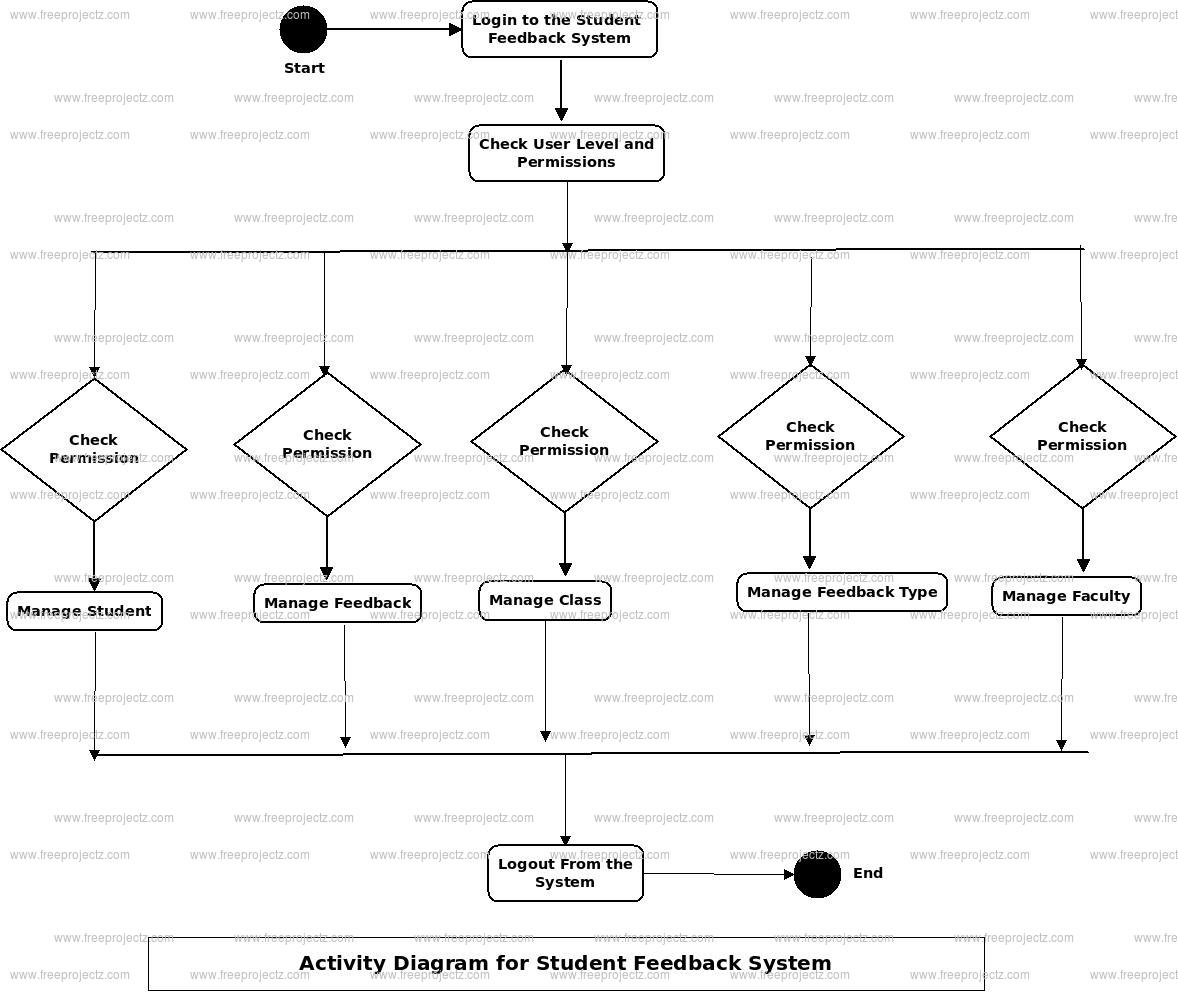 Login to the Student
Feedback System
Start
Check User Level and
Permissions
Check
Permission
Check
Permission
Check
Permission
Check
Permission
Check
Permission
Manage Student
Manage Feedback
Manage Class
Manage Feedback Type
Manage Faculty
Logout From the
System
End
Activity Diagram for Student Feedback System
www.freeprojectz.com